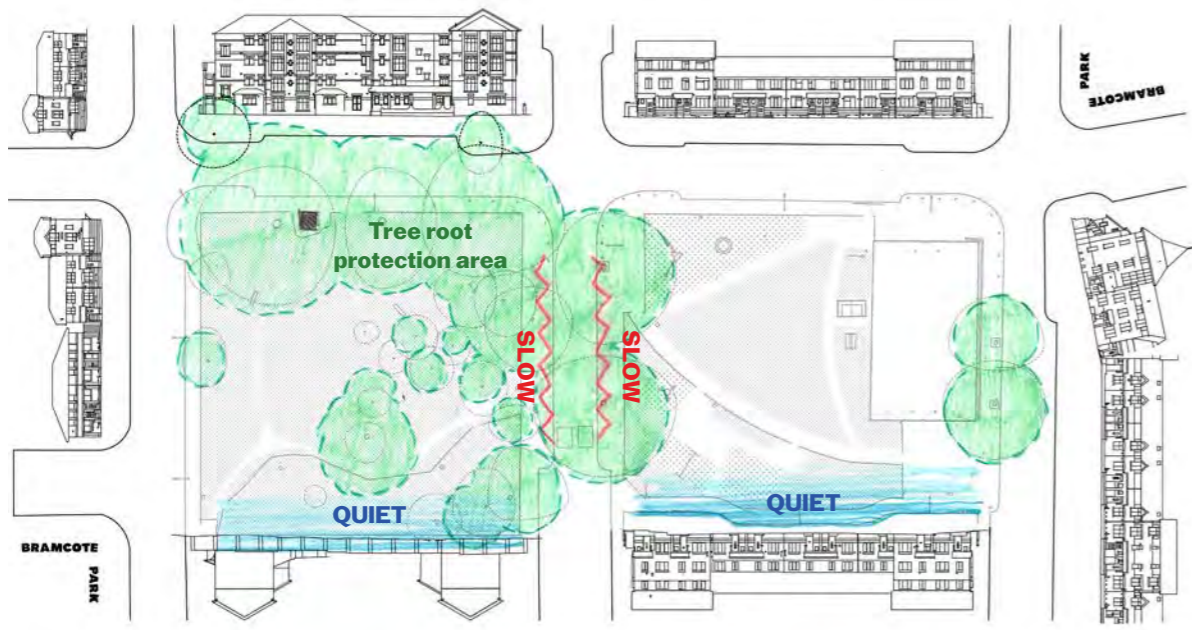 PARK
BRAMCOTE
Tree root
protection area
SLOW
SLOW
QUIET
QUIET
BRAMCOTE
PARK